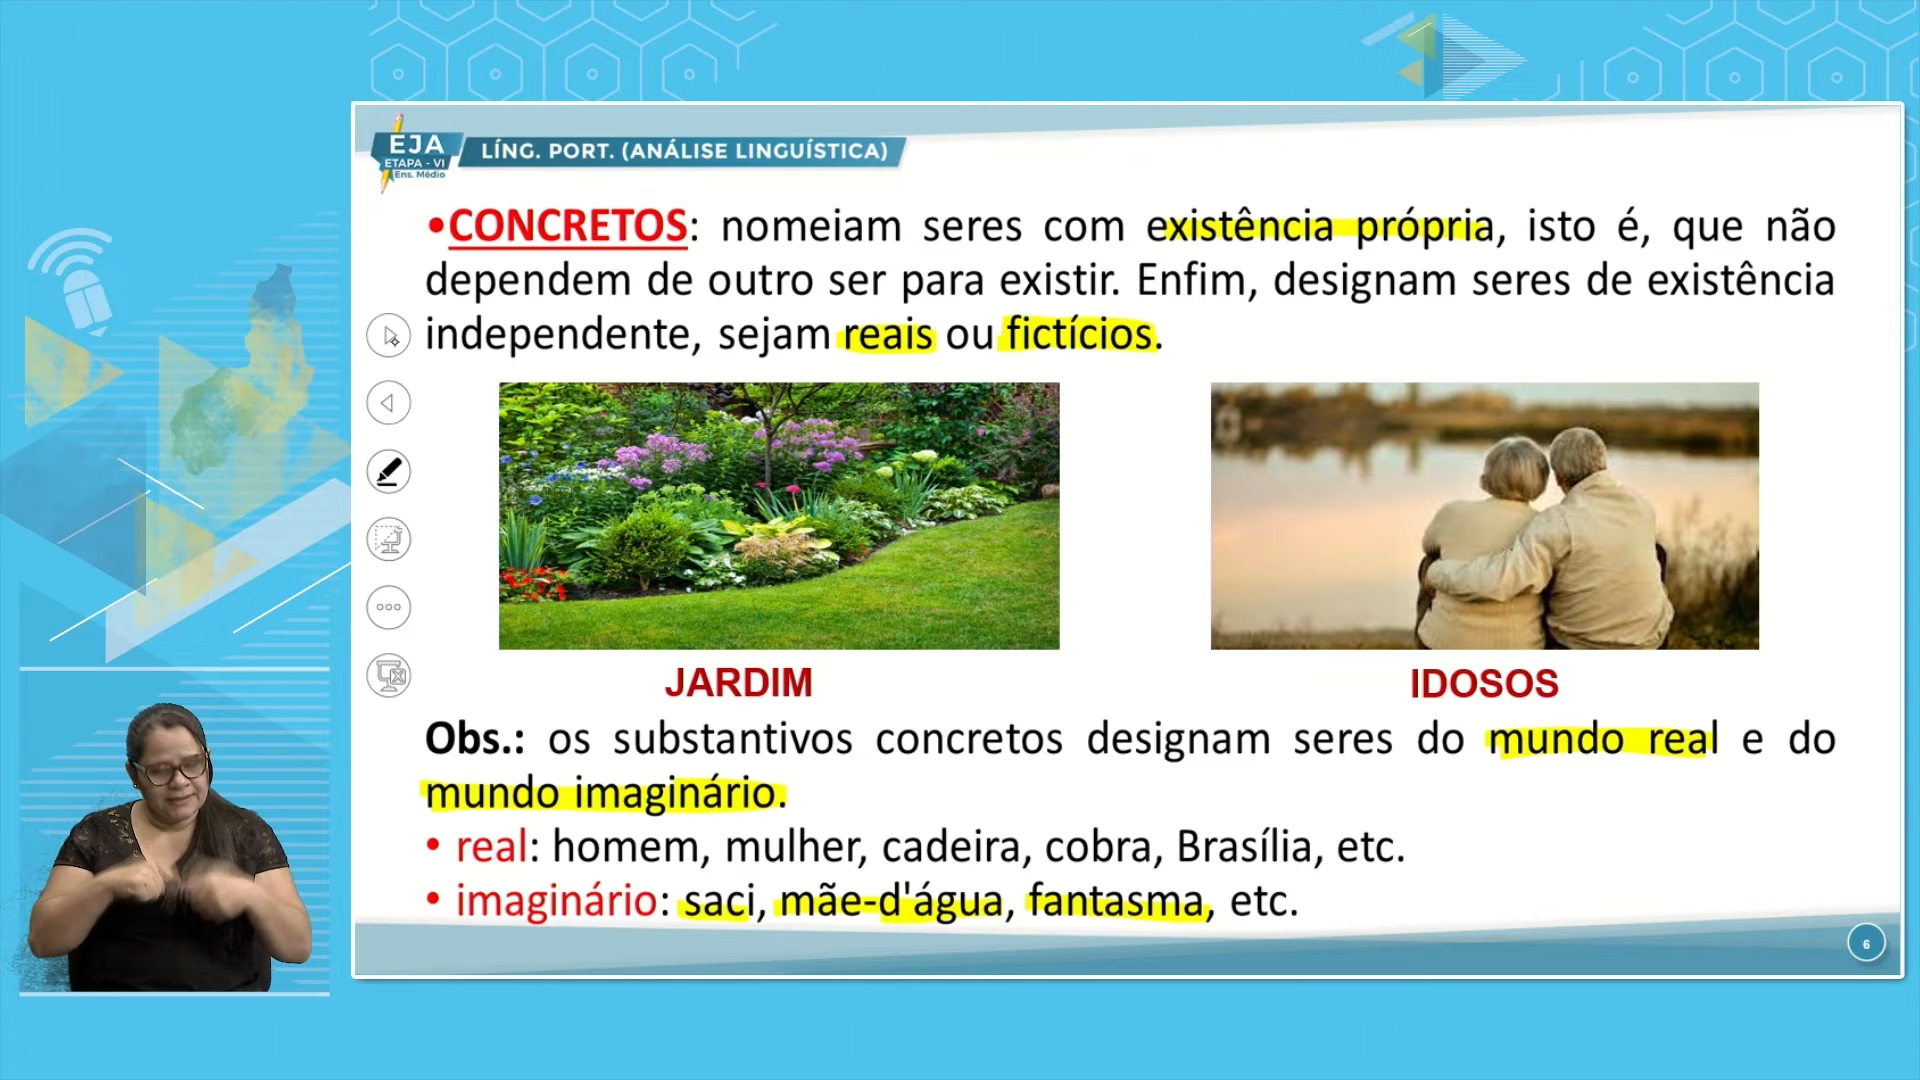 EJA
ETAPA - VI
Ens. Médio
LÍNG. PORT. (ANÁLISE LINGUÍSTICA)
•CONCRETOS: nomeiam seres com existência própria, isto é, que não
dependem de outro ser para existir. Enfim, designam seres de existência
independente, sejam reais ou fictícios.
JARDIM
IDOSOS
Obs.: os substantivos concretos designam seres do mundo real e do
mundo imaginário.
• real: homem, mulher, cadeira, cobra, Brasília, etc.
• imaginário: saci, mãe-d'água, fantasma, etc.
6